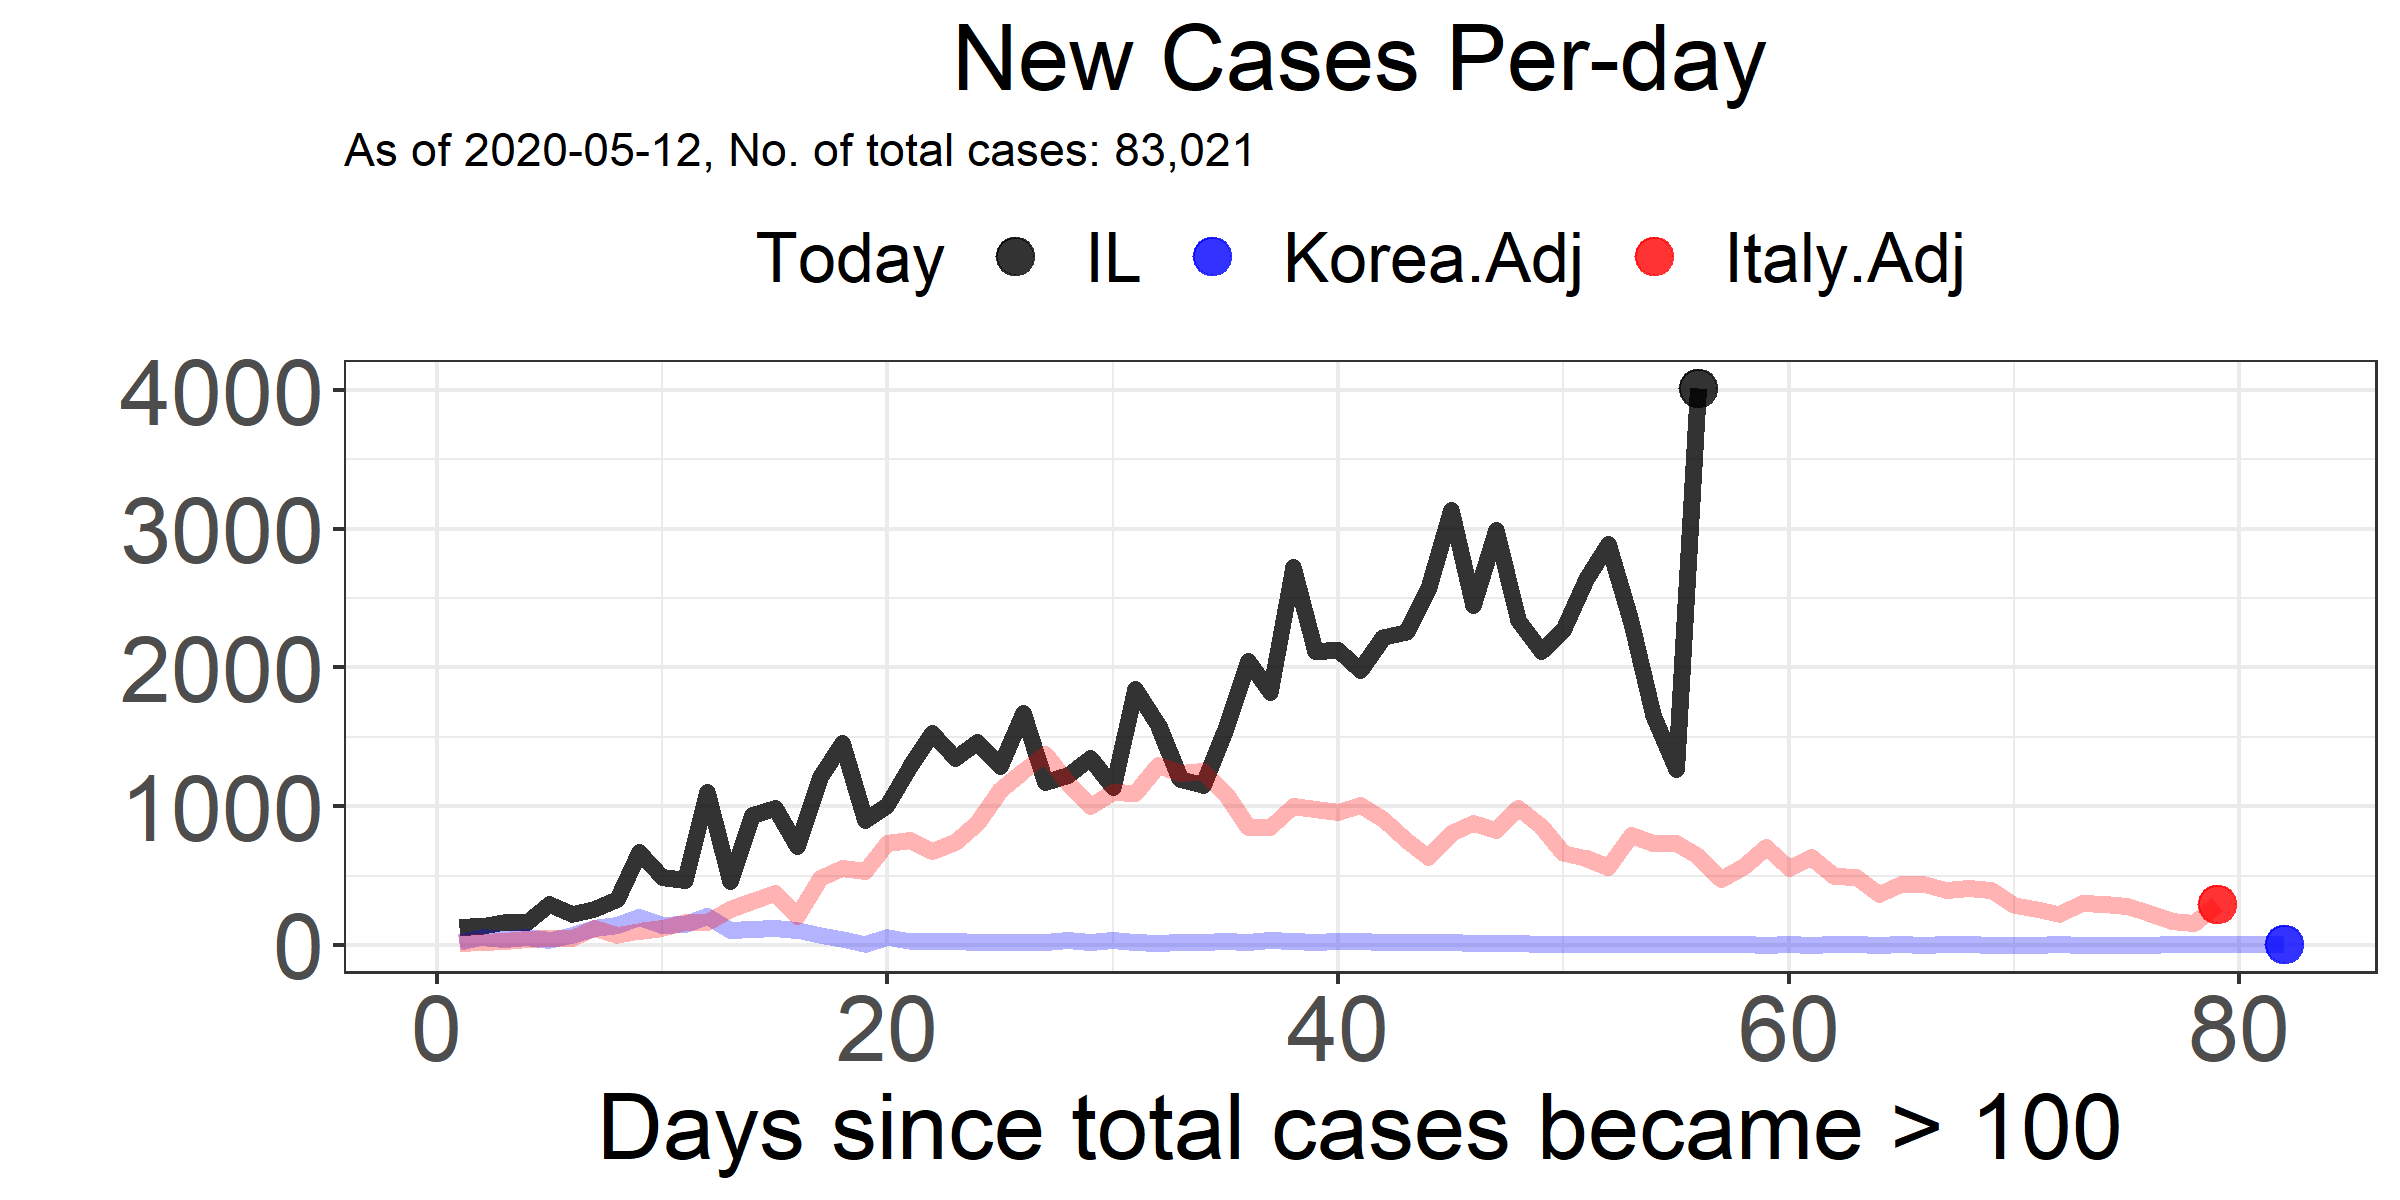 New Cases Per-day
As of 2020-05-12, No. of total cases: 83,021
Today IL Korea.Adj Italy.Adj
4000
3000
2000
1000
0
0 20 40 60 80
Days since total cases became > 100